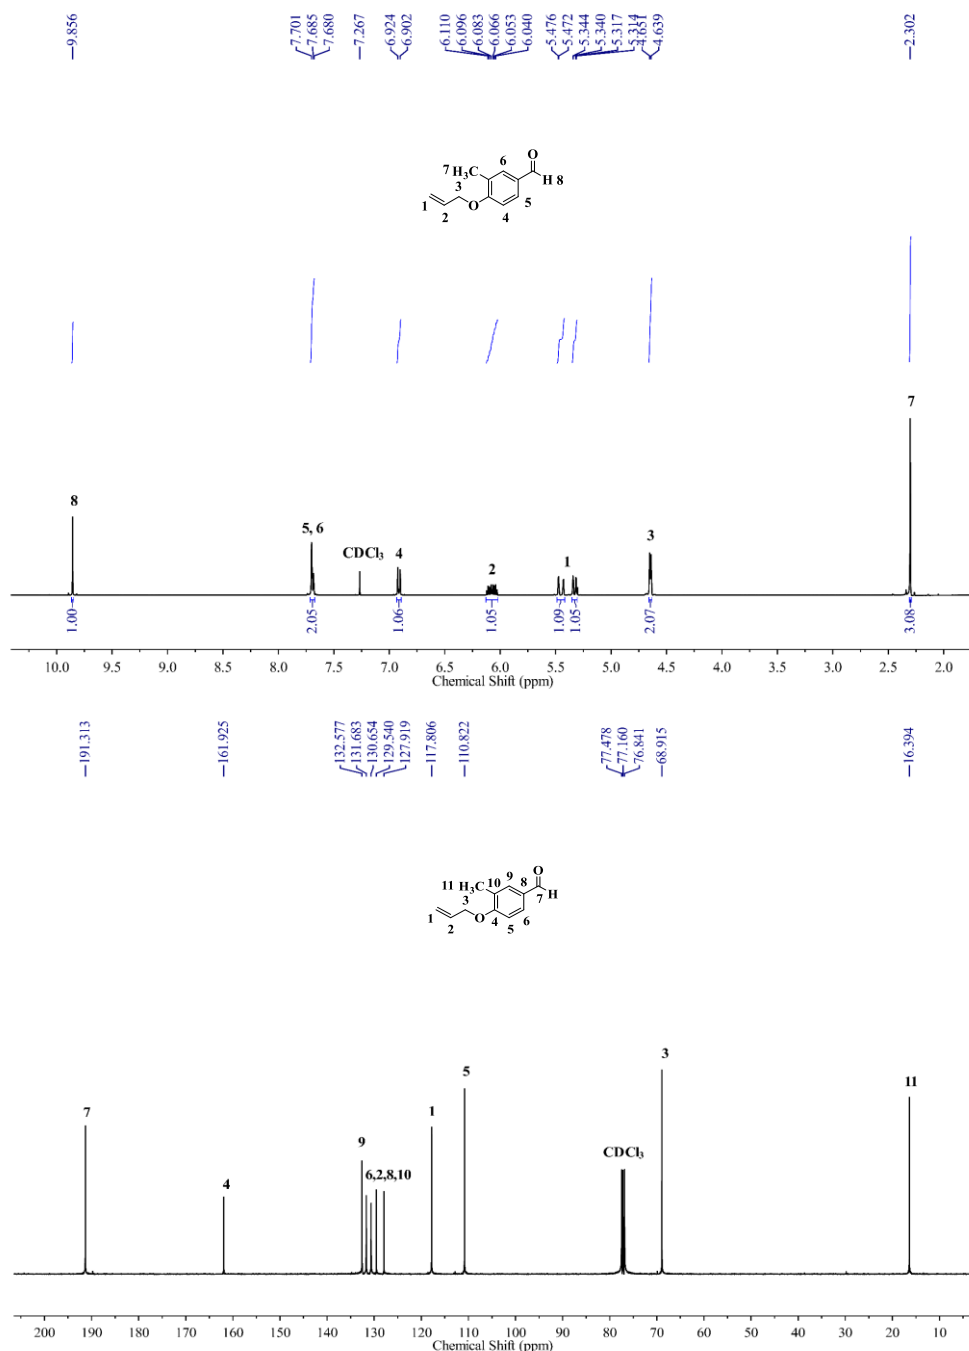 9.856 7.701 7.685 7.680 7.267 6.924 6.902 6.110 6.096 6.083 6.066 6.053 6.040 5.476 5.472 5.344 5.340 5.317 5.314 4.651 4.639 2.302
7 H₃C 6 O
3 H 8
1 2 O 4 5
7
8
5, 6 CDCl₃ 4 2 1 3
1.00 2.05 1.06 1.05 1.09 1.05 2.07 3.08
10.0 9.5 9.0 8.5 8.0 7.5 7.0 6.5 6.0 5.5 5.0 4.5 4.0 3.5 3.0 2.5 2.0
Chemical Shift (ppm)
191.313 161.925 132.577 131.683 130.654 129.540 127.919 117.806 110.822 77.478 77.160 76.841 68.915 16.394
11 H₃C 10 9 8 O
3 7 H
1 2 O 4 5 6
3
5
7 1 11
9 CDCl₃
4 6,2,8,10
200 190 180 170 160 150 140 130 120 110 100 90 80 70 60 50 40 30 20 10
Chemical Shift (ppm)